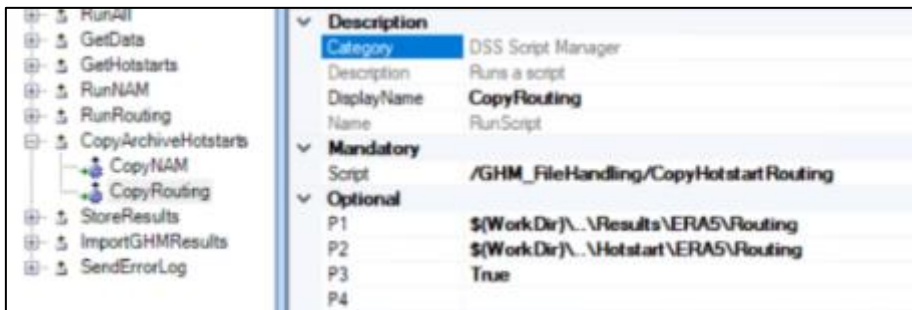 RunAll
GetData
GetHotstarts
RunNAM
RunRouting
CopyArchiveHotstarts
CopyNAM
CopyRouting
StoreResults
ImportGHMResults
SendErrorLog
Description
Category DSS Script Manager
Description Runs a script
DisplayName CopyRouting
Name RunScript
Mandatory
Script /GHM_FileHandling/CopyHotstartRouting
Optional
P1 $(WorkDir)\..\Results\ERA5\Routing
P2 $(WorkDir)\..\Hotstart\ERA5\Routing
P3 True
P4